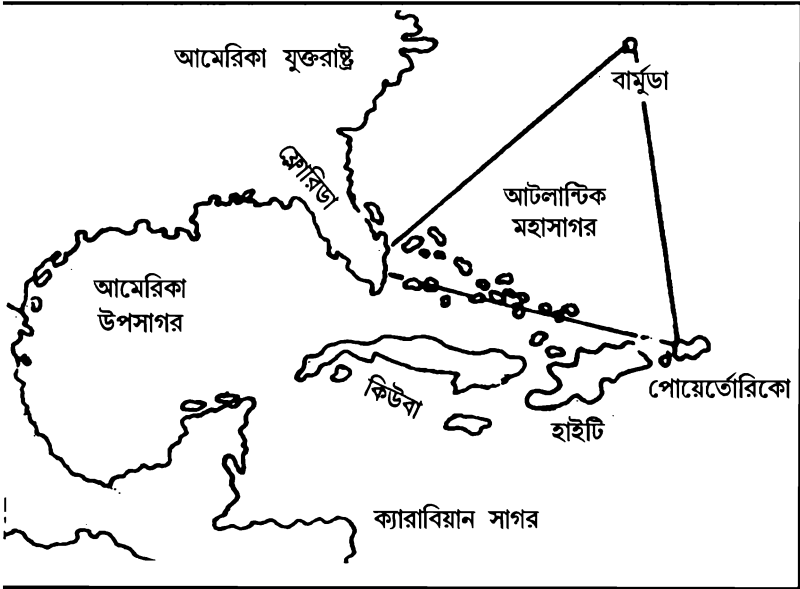 আমেরিকা যুক্তরাষ্ট্র
বার্মুডা
ফ্লোরিডা
আটলান্টিক
মহাসাগর
আমেরিকা
উপসাগর
কিউবা
পোয়ের্তোরিকো
হাইটি
ক্যারাবিয়ান সাগর